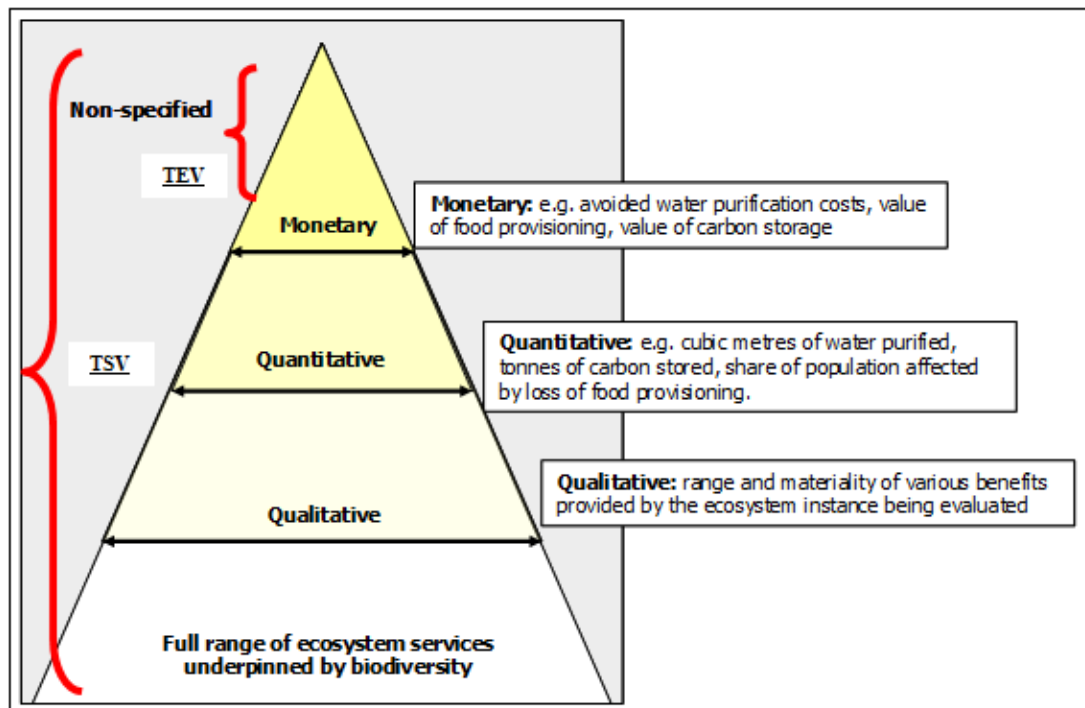 Non-specified
TEV
Monetary
Monetary: e.g. avoided water purification costs, value
of food provisioning, value of carbon storage
TSV
Quantitative
Quantitative: e.g. cubic metres of water purified,
tonnes of carbon stored, share of population affected
by loss of food provisioning.
Qualitative
Qualitative: range and materiality of various benefits
provided by the ecosystem instance being evaluated
Full range of ecosystem services
underpinned by biodiversity